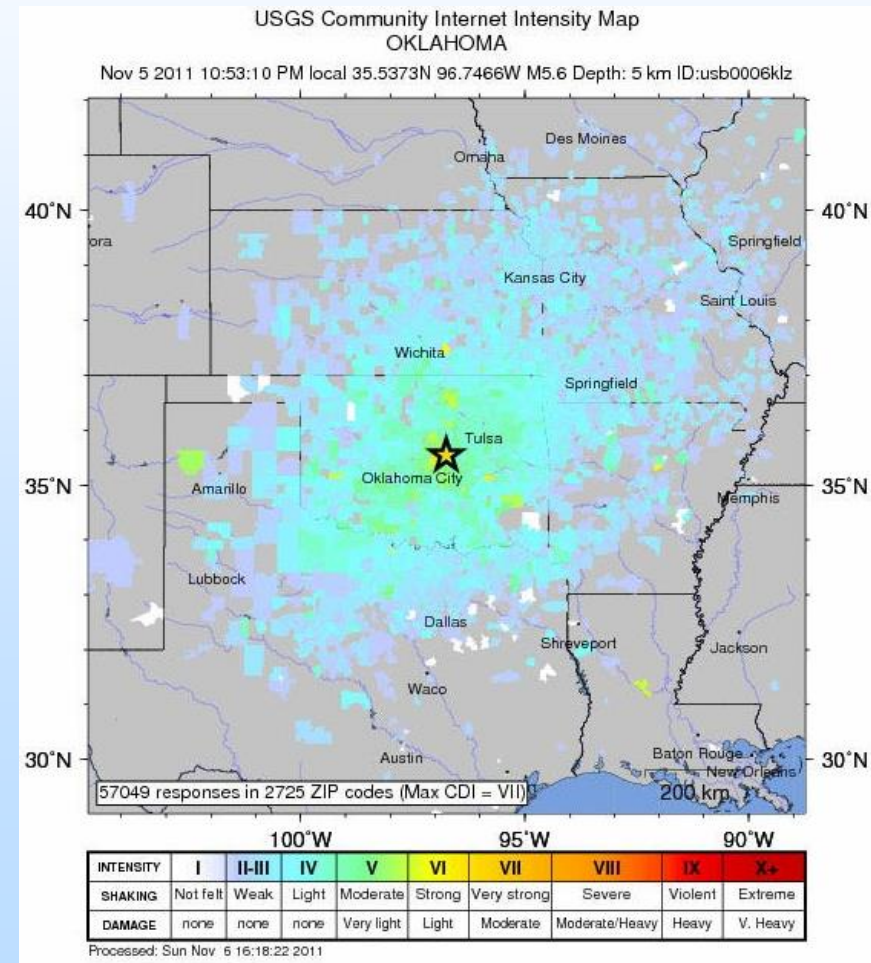 USGS Community Internet Intensity Map
OKLAHOMA
Nov 5 2011 10:53:10 PM local 35.5373N 96.7466W M5.6 Depth: 5 km ID:usb0006klz
Des Moines
Omaha
40°N
40°N
ora
Springfield
Kansas City
Saint Louis
Wichita
Springfield
Tulsa
Oklahoma City
35°N
35°N
Amarillo
Memphis
Lubbock
Dallas
Shreveport
Jackson
Waco
30°N
30°N
Austin
Baton Rouge
New Orleans
57049 responses in 2725 ZIP codes (Max CDI = VII)
200 km
100°W 95°W 90°W
INTENSITY I II-III IV V VI VII VIII IX X+
SHAKING Not felt Weak Light Moderate Strong Very strong Severe Violent Extreme
DAMAGE none none none Very light Light Moderate Moderate/Heavy Heavy V. Heavy
Processed: Sun Nov 6 16:18:22 2011